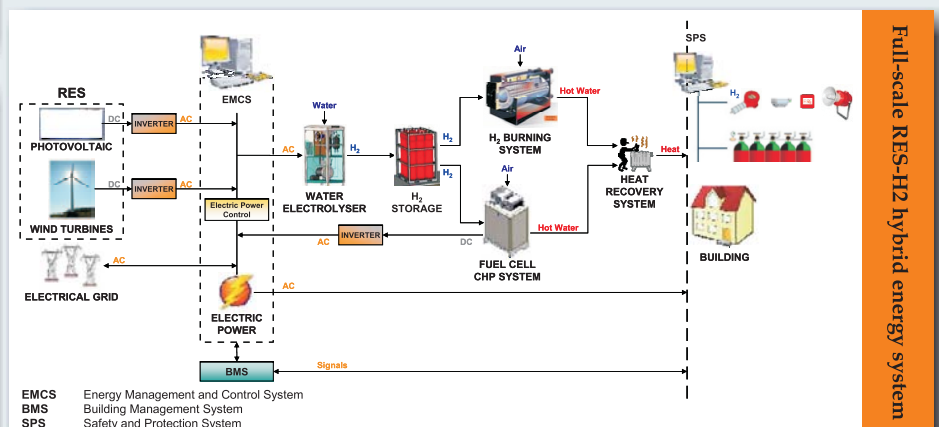 Full-scale RES-H2 hybrid energy system
SPS
EMCS
RES
DC
INVERTER
AC
PHOTOVOLTAIC
DC
INVERTER
AC
WIND TURBINES
Electric Power
Control
AC
ELECTRICAL GRID
ELECTRIC
POWER
AC
Water
AC
H2
WATER
ELECTROLYSER
H2
STORAGE
H2
H2
Air
H2 BURNING
SYSTEM
Hot Water
Air
FUEL CELL
CHP SYSTEM
Hot Water
DC
INVERTER
AC
HEAT
RECOVERY
SYSTEM
Heat
H2
BUILDING
BMS
Signals
EMCS Energy Management and Control System
BMS Building Management System
SPS Safety and Protection System